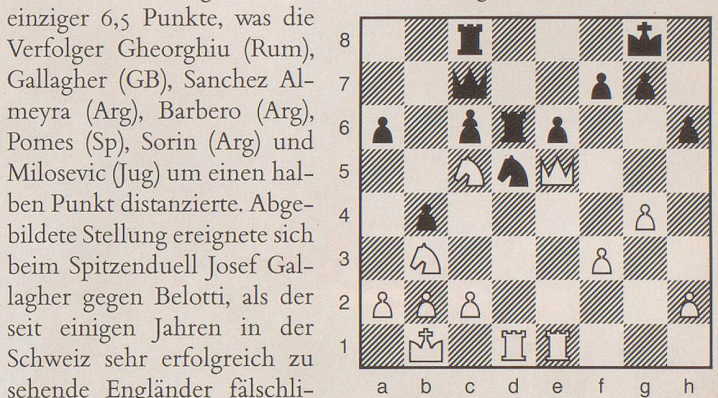 einziger 6,5 Punkte, was die
Verfolger Gheorghiu (Rum),
Gallagher (GB), Sanchez Al-
meyra (Arg), Barbero (Arg),
Pomes (Sp), Sorin (Arg) und
Milosevic (Jug) um einen hal-
ben Punkt distanzierte. Abge-
bildete Stellung ereignete sich
beim Spitzenduell Josef Gal-
lagher gegen Belotti, als der
seit einigen Jahren in der
Schweiz sehr erfolgreich zu
sehende Engländer fälschli-
8
7
6
5
4
3
2
1
a b c d e f g h